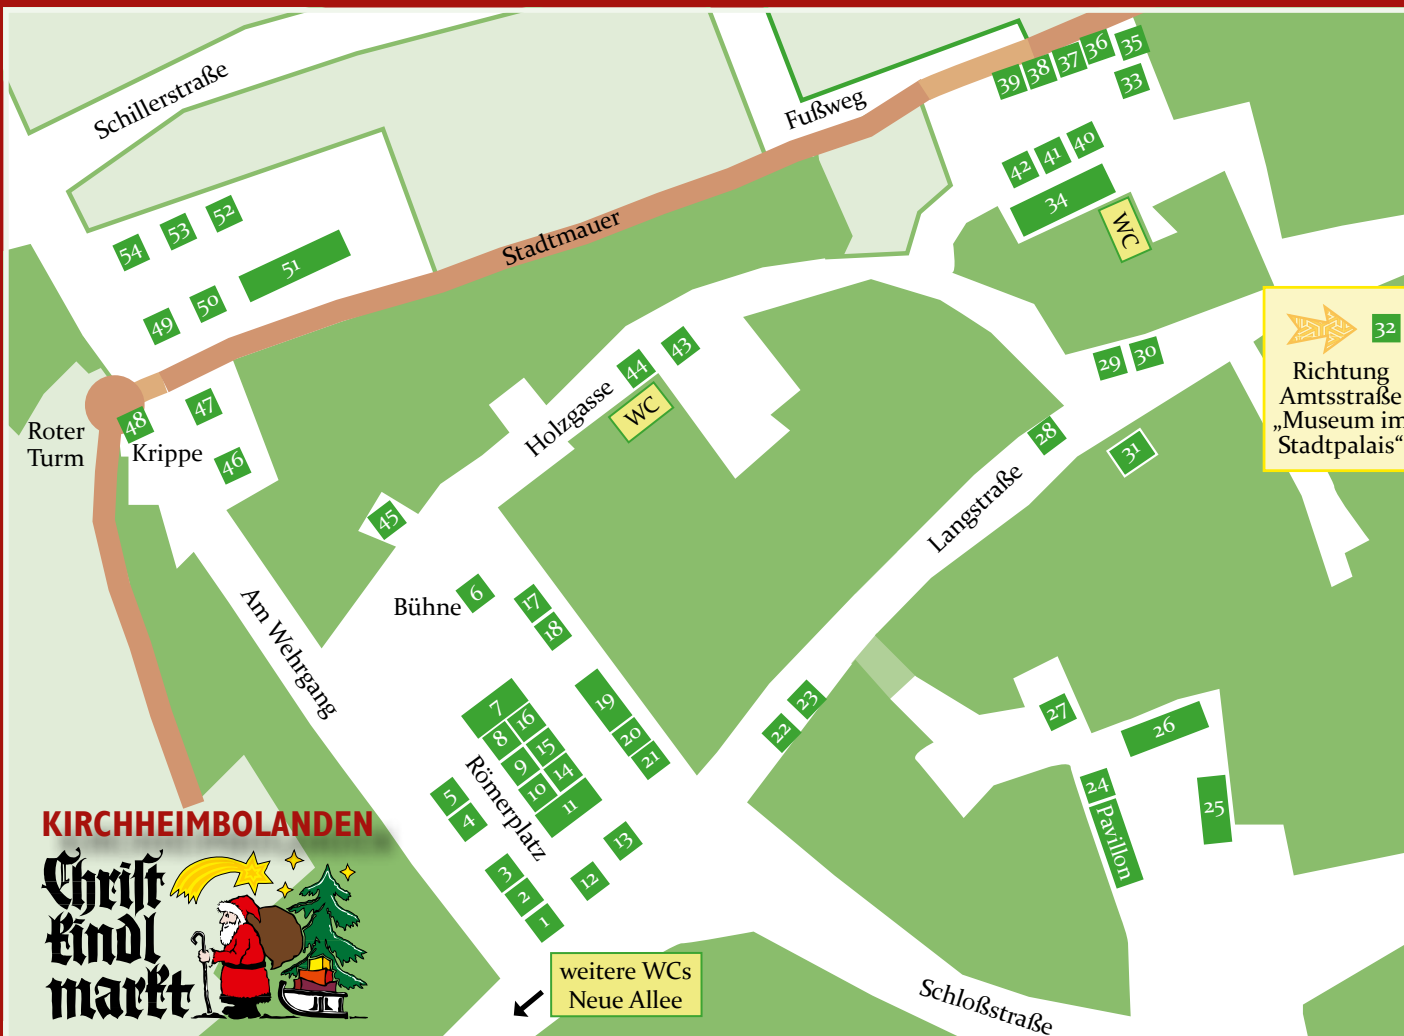 Schillerstraße
Fußweg
39 38 37 36 35
33
42 41 40
34
WC
Stadtmauer
54 53 52
51
49 50
32
Richtung
Amtsstraße
„Museum im
Stadtpalais“
29 30
44 43
WC
Holzgasse
Roter
Turm
48 47
Krippe
46
45
28
31
Langstraße
Bühne 6
17
18
Am Wehrgang
7
8 16
9 15
10 14
11
19
20
21
22 23
27
26
24
Pavillon
25
Römerplatz
5
4
3
2
1
13
12
KIRCHHEIMBOLANDEN
Christ
kindl
markt
weitere WCs
Neue Allee
Schloßstraße